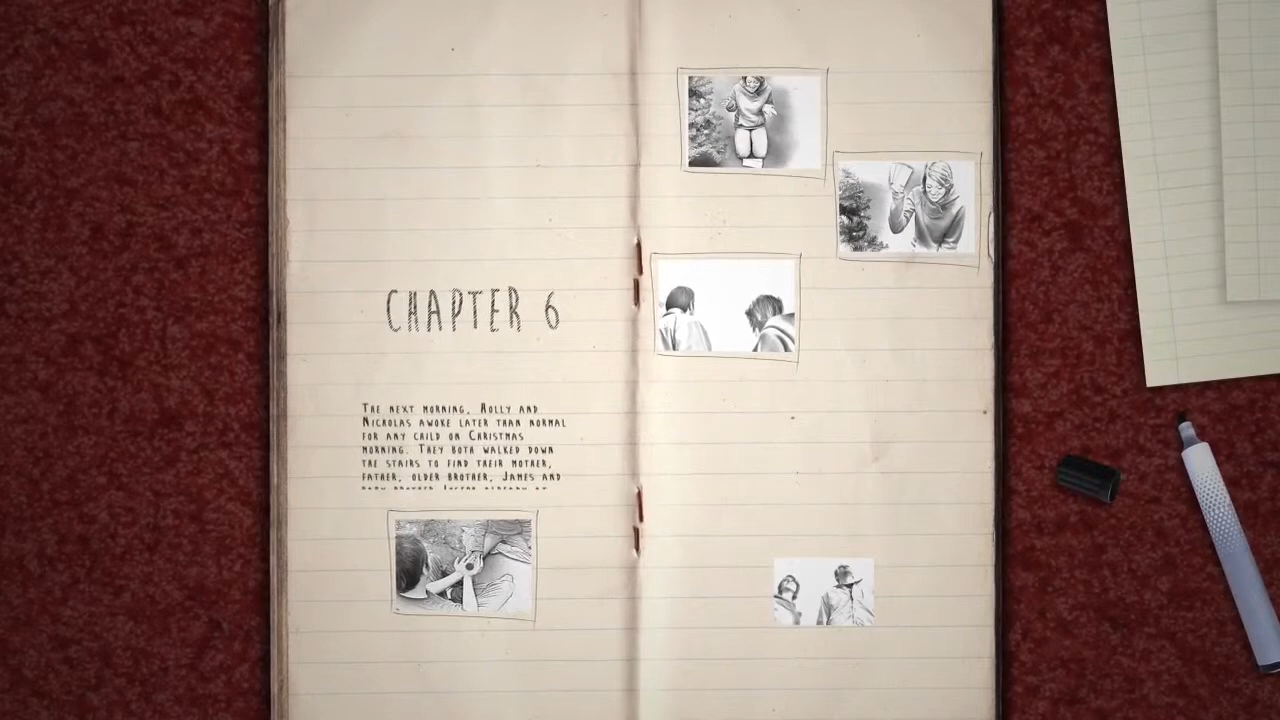 CHAPTER 6
THE NEXT MORNING, HOLLY AND
NICHOLAS AWOKE LATER THAN NORMAL
FOR ANY CHILD ON CHRISTMAS
MORNING. THEY BOTH WALKED DOWN
THE STAIRS TO FIND THEIR MOTHER,
FATHER, OLDER BROTHER, JAMES AND